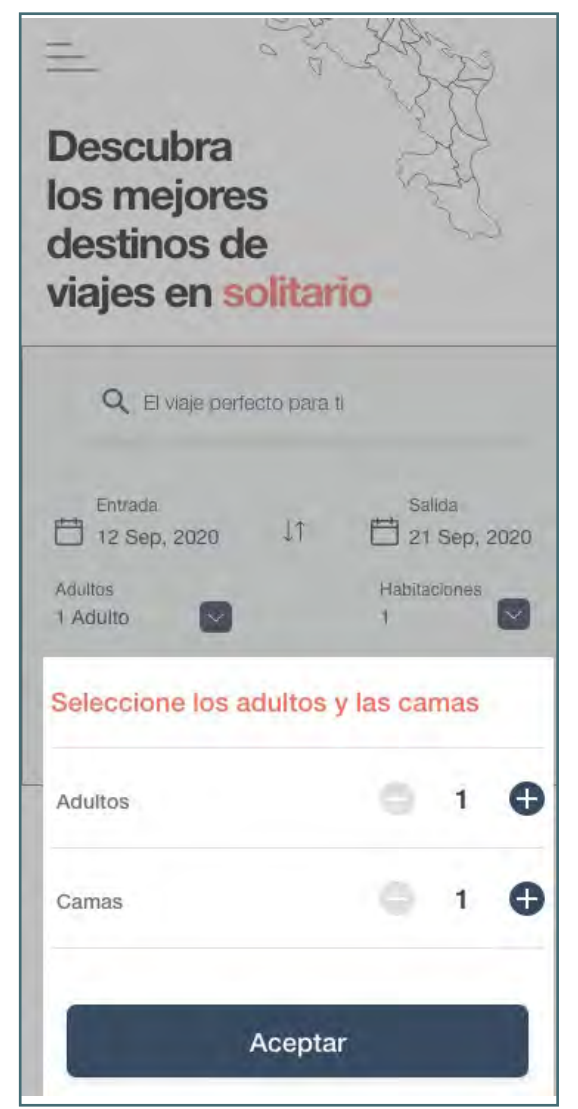 Descubra
los mejores
destinos de
viajes en solitario
El viaje perfecto para ti
Entrada
12 Sep, 2020
Salida
21 Sep, 2020
Adultos
1 Adulto
Habitaciones
1
Seleccione los adultos y las camas
Adultos
1
Camas
1
Aceptar